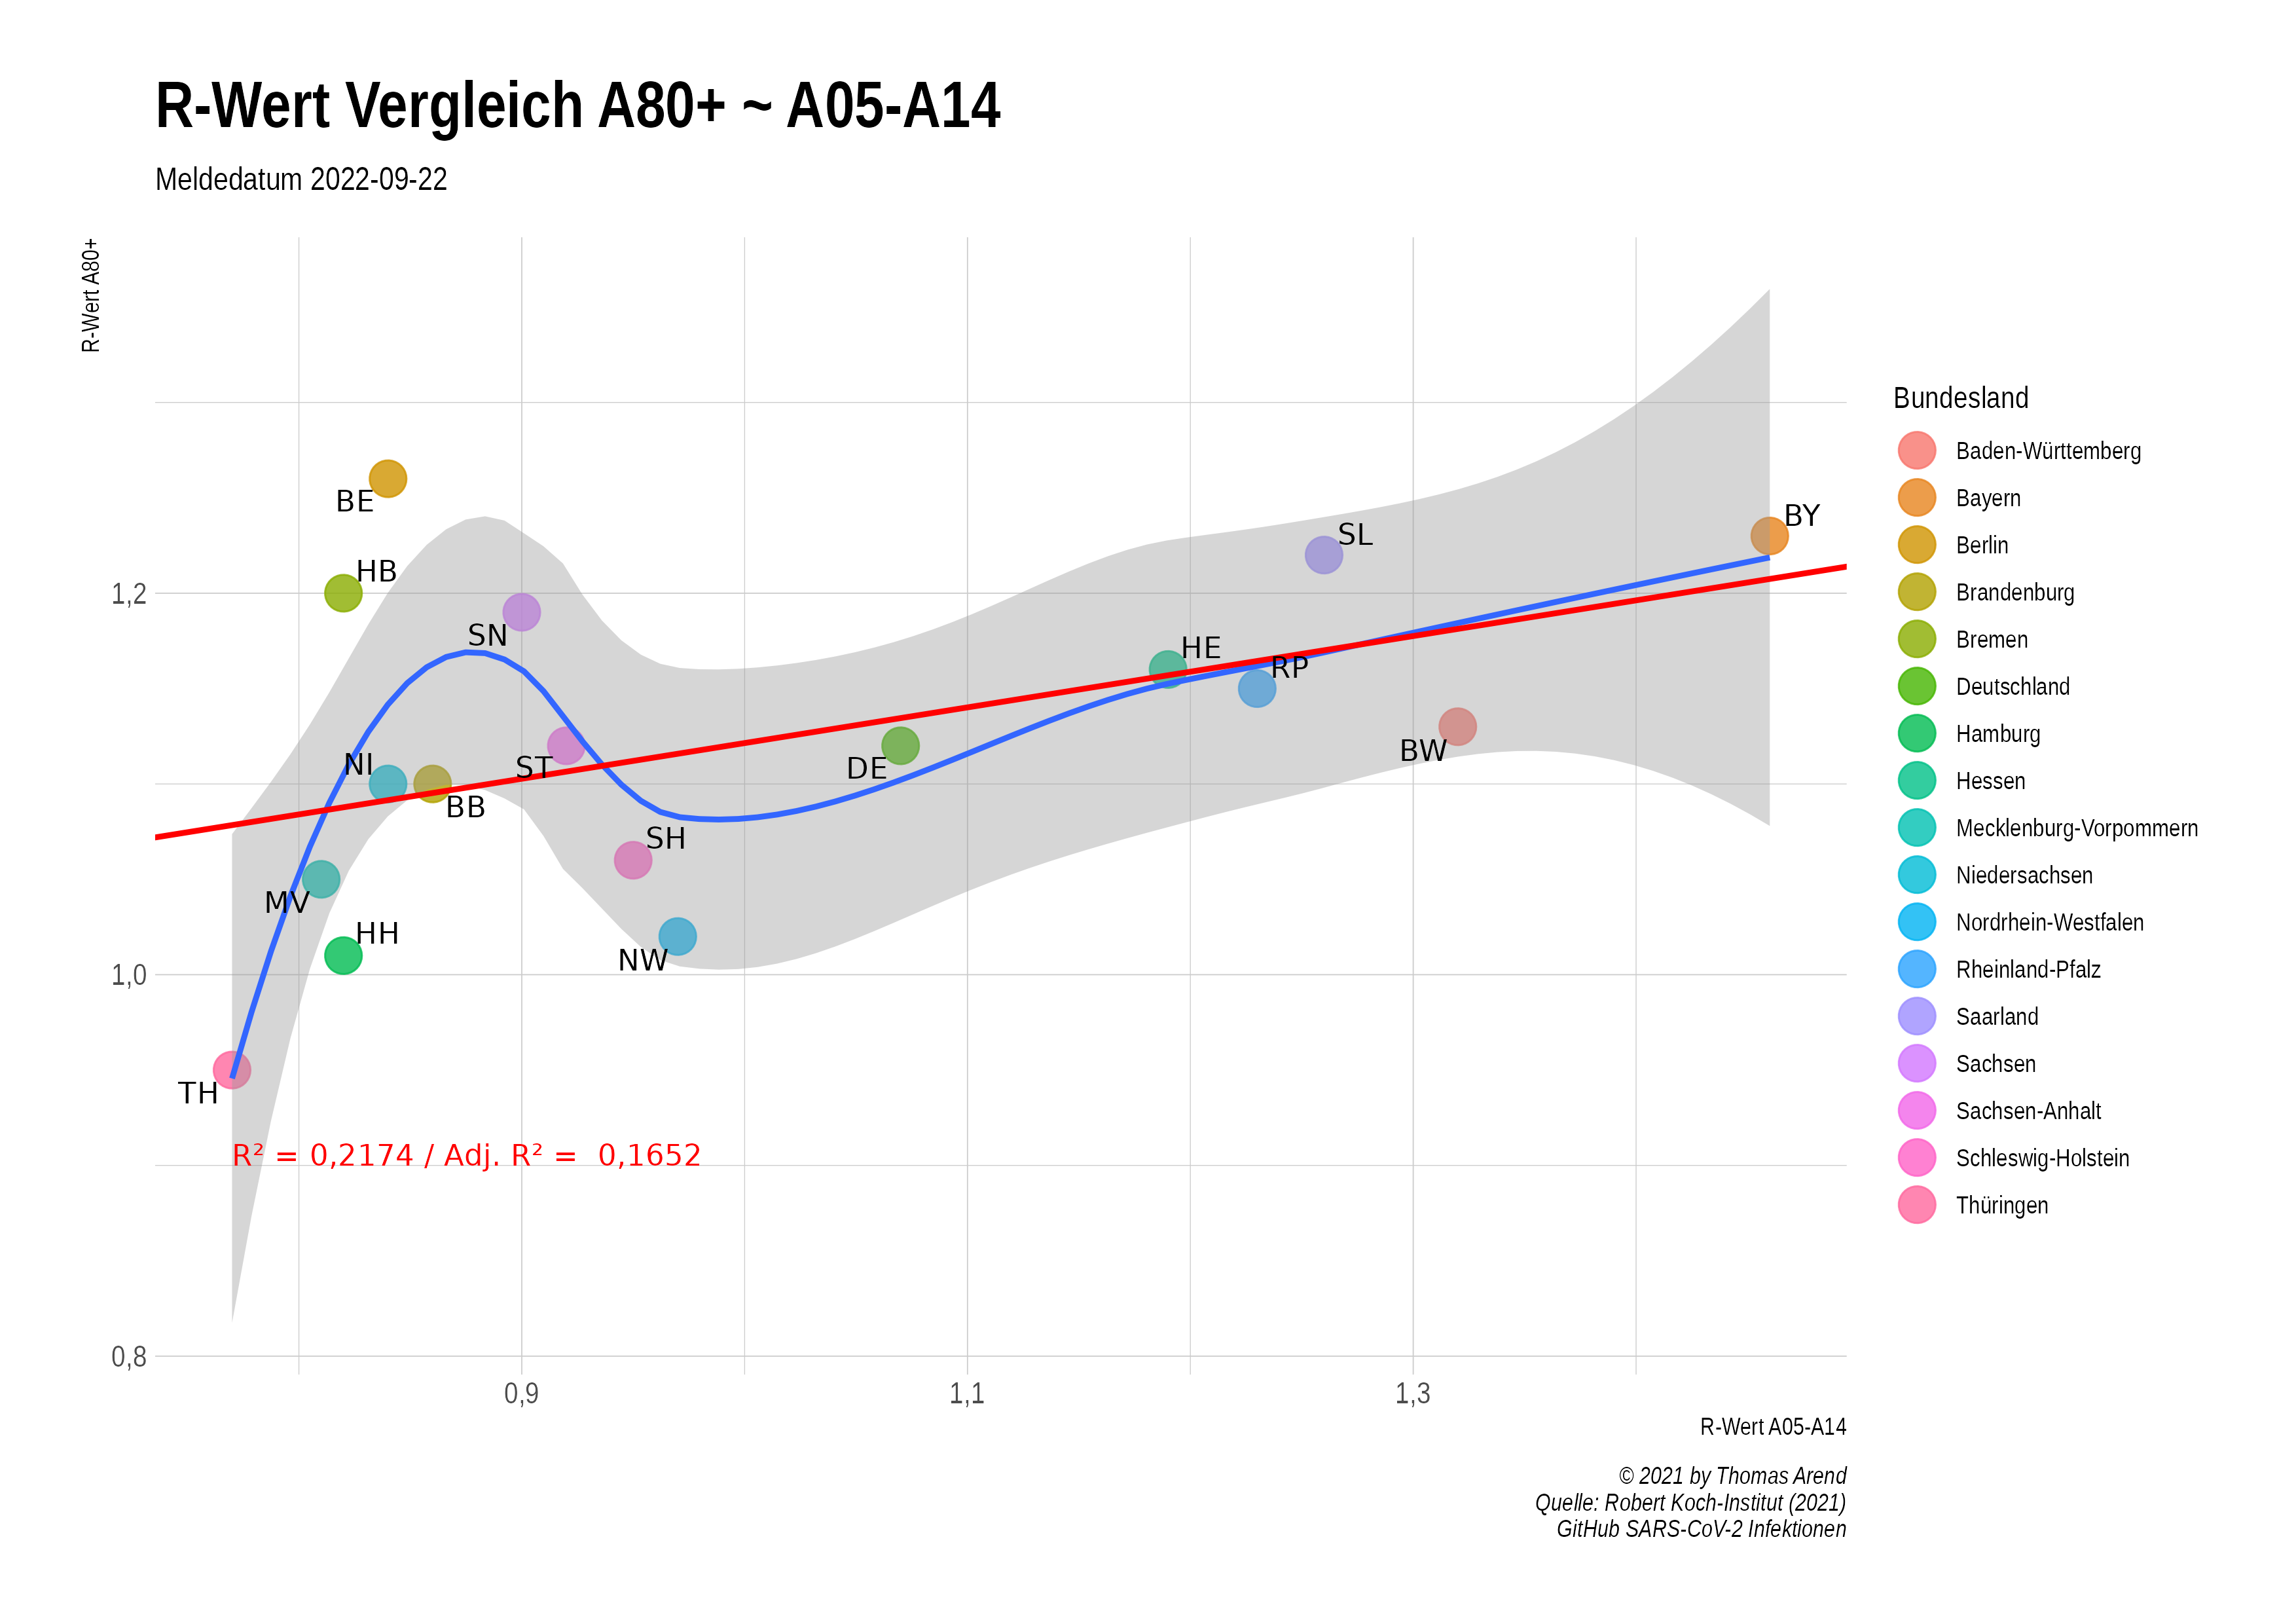 R-Wert Vergleich A80+ ~ A05-A14
Meldedatum 2022-09-22
R-Wert A80+
1,2
1,0
0,8
BE
HB
SN
NI
BB
ST
MV
HH
TH
SH
NW
DE
HE
RP
SL
BW
BY
R² = 0,2174 / Adj. R² =  0,1652
0,9
1,1
1,3
R-Wert A05-A14
Bundesland
Baden-Württemberg
Bayern
Berlin
Brandenburg
Bremen
Deutschland
Hamburg
Hessen
Mecklenburg-Vorpommern
Niedersachsen
Nordrhein-Westfalen
Rheinland-Pfalz
Saarland
Sachsen
Sachsen-Anhalt
Schleswig-Holstein
Thüringen
© 2021 by Thomas Arend
Quelle: Robert Koch-Institut (2021)
GitHub SARS-CoV-2 Infektionen